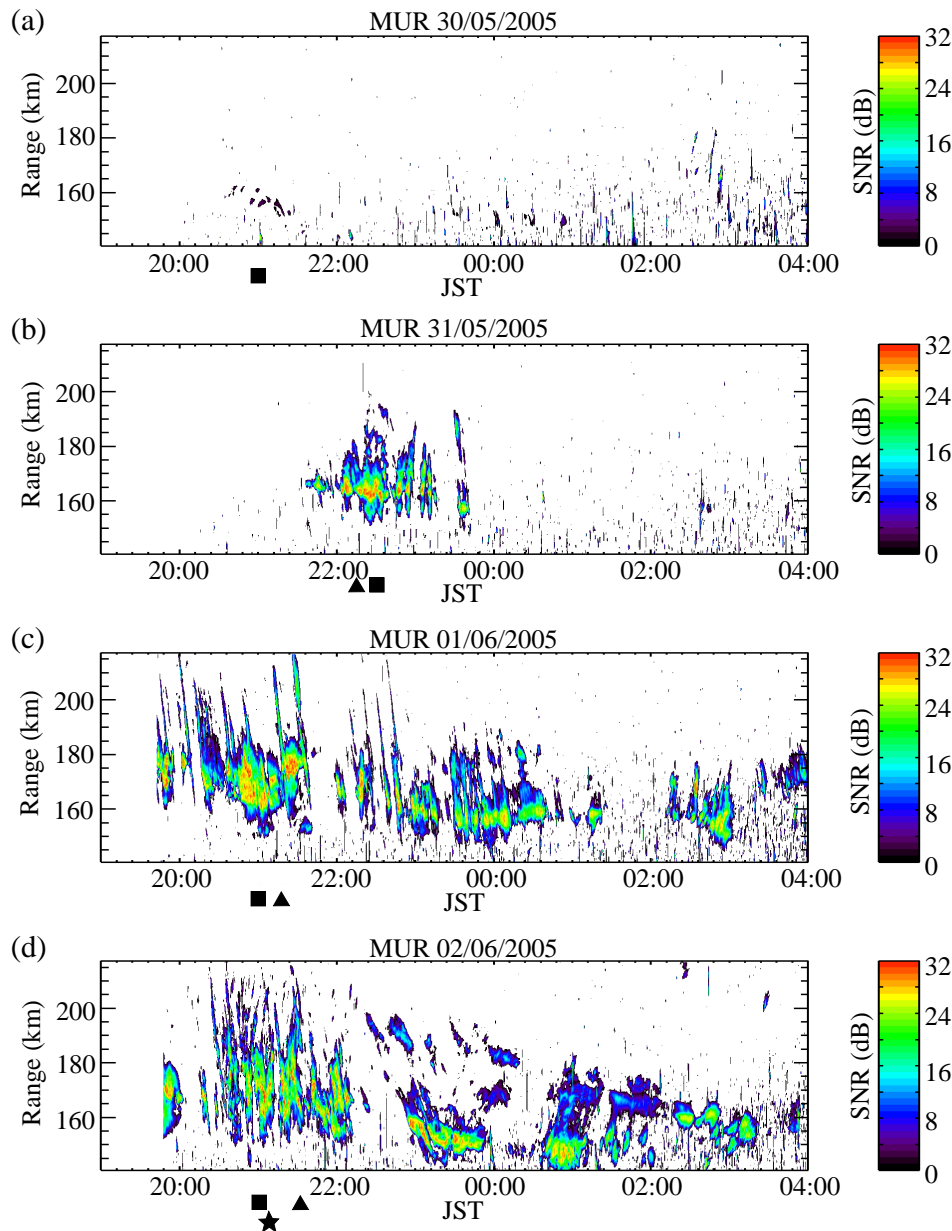 (a)
MUR 30/05/2005
Range (km)
200
180
160
20:00 22:00 00:00 02:00 04:00
JST
SNR (dB)
32
24
16
8
0
(b)
MUR 31/05/2005
Range (km)
200
180
160
20:00 22:00 00:00 02:00 04:00
JST
SNR (dB)
32
24
16
8
0
(c)
MUR 01/06/2005
Range (km)
200
180
160
20:00 22:00 00:00 02:00 04:00
JST
SNR (dB)
32
24
16
8
0
(d)
MUR 02/06/2005
Range (km)
200
180
160
20:00 22:00 00:00 02:00 04:00
JST
SNR (dB)
32
24
16
8
0